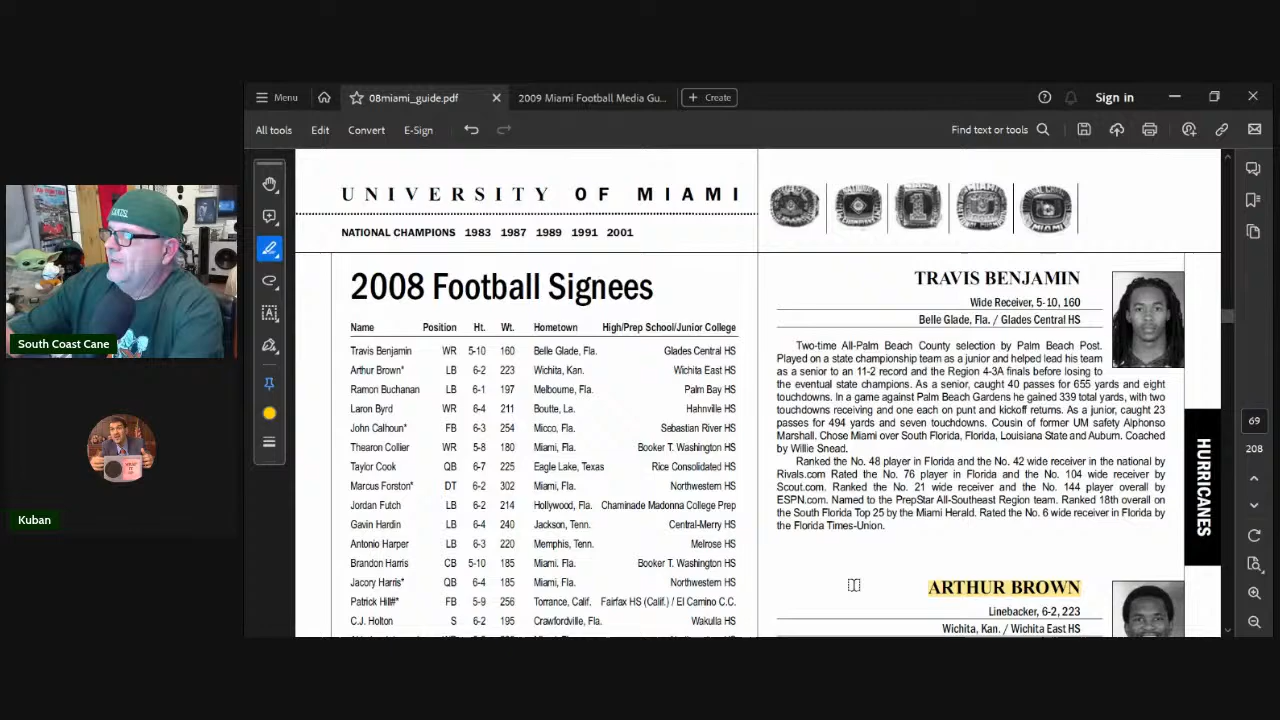 Menu
08miami_guide.pdf
2009 Miami Football Media Gu...
Create
Sign in
All tools
Edit
Convert
E-Sign
Find text or tools
UNIVERSITY OF MIAMI
NATIONAL CHAMPIONS 1983 1987 1989 1991 2001
2008 Football Signees
Name Position Ht. Wt. Hometown High/Prep School/Junior College
Travis Benjamin WR 5-10 160 Belle Glade, Fla. Glades Central HS
Arthur Brown* LB 6-2 223 Wichita, Kan. Wichita East HS
Ramon Buchanan LB 6-1 197 Melbourne, Fla. Palm Bay HS
Laron Byrd WR 6-4 211 Boutte, La. Hahnville HS
John Calhoun* FB 6-3 254 Micco, Fla. Sebastian River HS
Thearon Collier WR 5-8 180 Miami, Fla. Booker T. Washington HS
Taylor Cook QB 6-7 225 Eagle Lake, Texas Rice Consolidated HS
Marcus Forston* DT 6-2 302 Miami, Fla. Northwestern HS
Jordan Futch LB 6-2 214 Hollywood, Fla. Chaminade Madonna College Prep
Gavin Hardin LB 6-4 240 Jackson, Tenn. Central-Merry HS
Antonio Harper LB 6-3 220 Memphis, Tenn. Melrose HS
Brandon Harris CB 5-10 185 Miami. Fla. Booker T. Washington HS
Jacory Harris* QB 6-4 185 Miami, Fla. Northwestern HS
Patrick Hill#* FB 5-9 256 Torrance, Calif. Fairfax HS (Calif.) / El Camino C.C.
C.J. Holton S 6-2 195 Crawfordville, Fla. Wakulla HS
TRAVIS BENJAMIN
Wide Receiver, 5-10, 160
Belle Glade, Fla. / Glades Central HS
Two-time All-Palm Beach County selection by Palm Beach Post.
Played on a state championship team as a junior and helped lead his team
as a senior to an 11-2 record and the Region 4-3A finals before losing to
the eventual state champions. As a senior, caught 40 passes for 655 yards and eight
touchdowns. In a game against Palm Beach Gardens he gained 339 total yards, with two
touchdowns receiving and one each on punt and kickoff returns. As a junior, caught 23
passes for 494 yards and seven touchdowns. Cousin of former UM safety Alphonso
Marshall. Chose Miami over South Florida, Florida, Louisiana State and Auburn. Coached
by Willie Snead.
Ranked the No. 48 player in Florida and the No. 42 wide receiver in the national by
Rivals.com Rated the No. 76 player in Florida and the No. 104 wide receiver by
Scout.com. Ranked the No. 21 wide receiver and the No. 144 player overall by
ESPN.com. Named to the PrepStar All-Southeast Region team. Ranked 18th overall on
the South Florida Top 25 by the Miami Herald. Rated the No. 6 wide receiver in Florida by
the Florida Times-Union.
ARTHUR BROWN
Linebacker, 6-2, 223
Wichita, Kan. / Wichita East HS
HURRICANES
69
208
South Coast Cane
Kuban